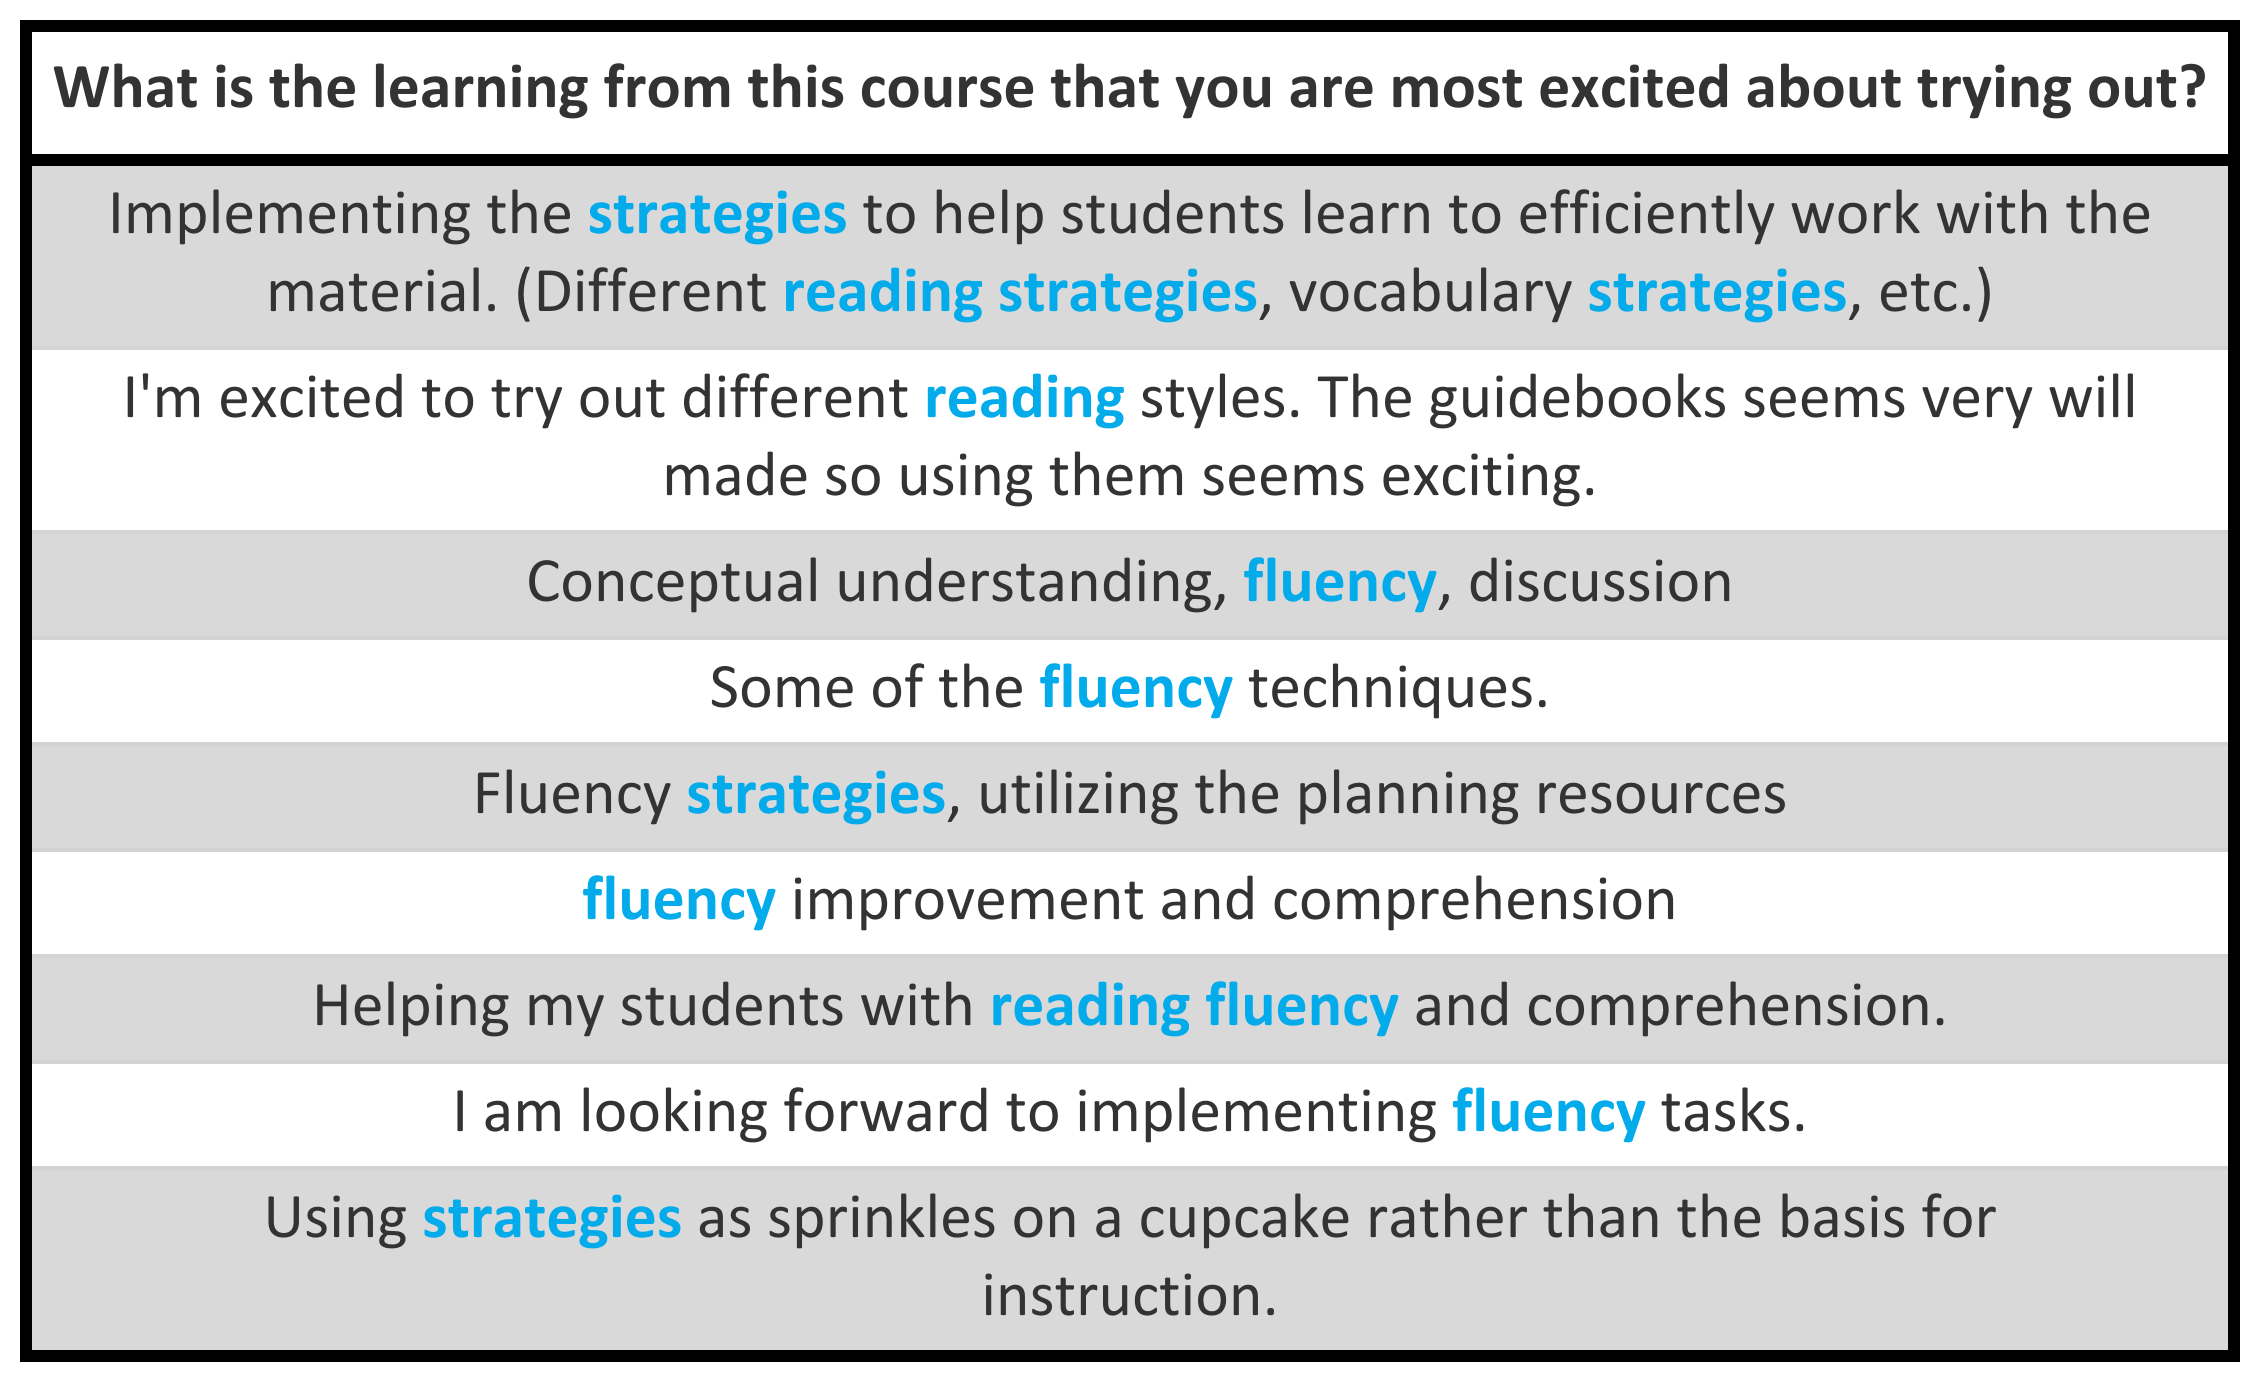 What is the learning from this course that you are most excited about trying out?
Implementing the strategies to help students learn to efficiently work with the
material. (Different reading strategies, vocabulary strategies, etc.)
I'm excited to try out different reading styles. The guidebooks seems very will
made so using them seems exciting.
Conceptual understanding, fluency, discussion
Some of the fluency techniques.
Fluency strategies, utilizing the planning resources
fluency improvement and comprehension
Helping my students with reading fluency and comprehension.
I am looking forward to implementing fluency tasks.
Using strategies as sprinkles on a cupcake rather than the basis for
instruction.